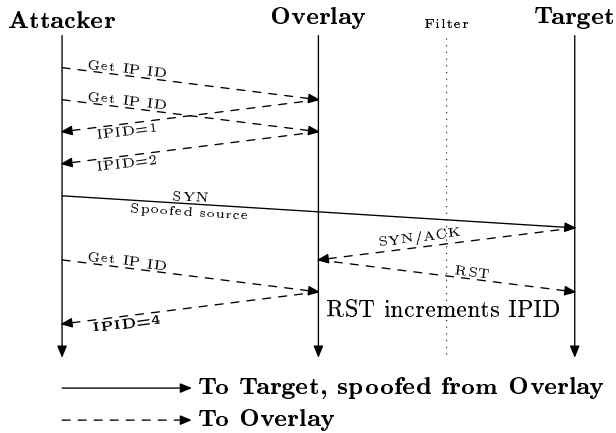 Attacker
Overlay
Filter
Target
Get IP ID
Get IP ID
IPID=1
IPID=2
SYN
Spoofed source
SYN/ACK
Get IP ID
RST
RST increments IPID
IPID=4
To Target, spoofed from Overlay
To Overlay